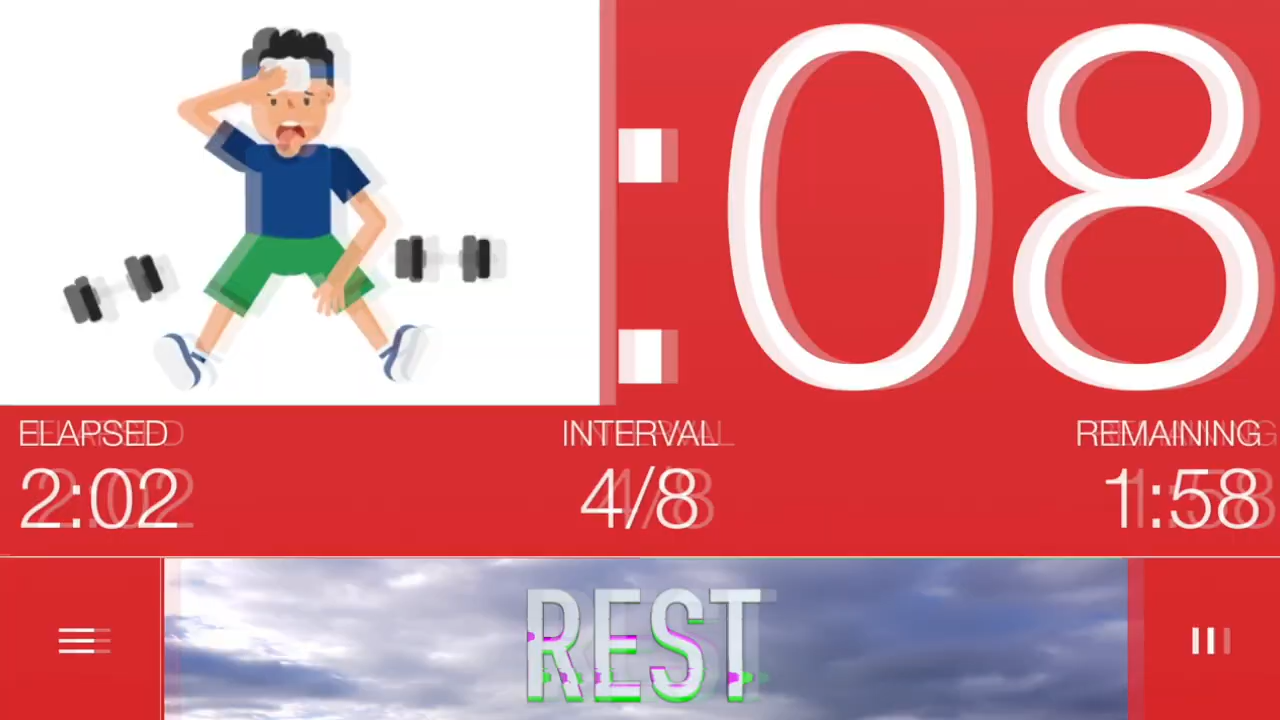 :08
ELAPSED
INTERVAL
REMAINING
2:02
4/8
1:58
REST